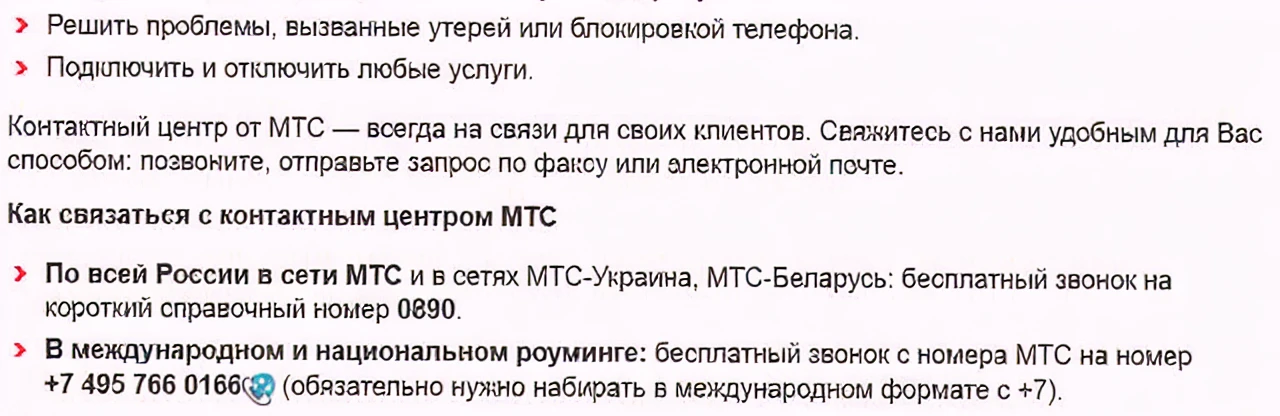 Решить проблемы, вызванные утерей или блокировкой телефона.
Подключить и отключить любые услуги.
Контактный центр от МТС — всегда на связи для своих клиентов. Свяжитесь с нами удобным для Вас
способом: позвоните, отправьте запрос по факсу или электронной почте.
Как связаться с контактным центром МТС
По всей России в сети МТС и в сетях МТС-Украина, МТС-Беларусь: бесплатный звонок на
короткий справочный номер 0890.
В международном и национальном роуминге: бесплатный звонок с номера МТС на номер
+7 495 766 0166 (обязательно нужно набирать в международном формате с +7).